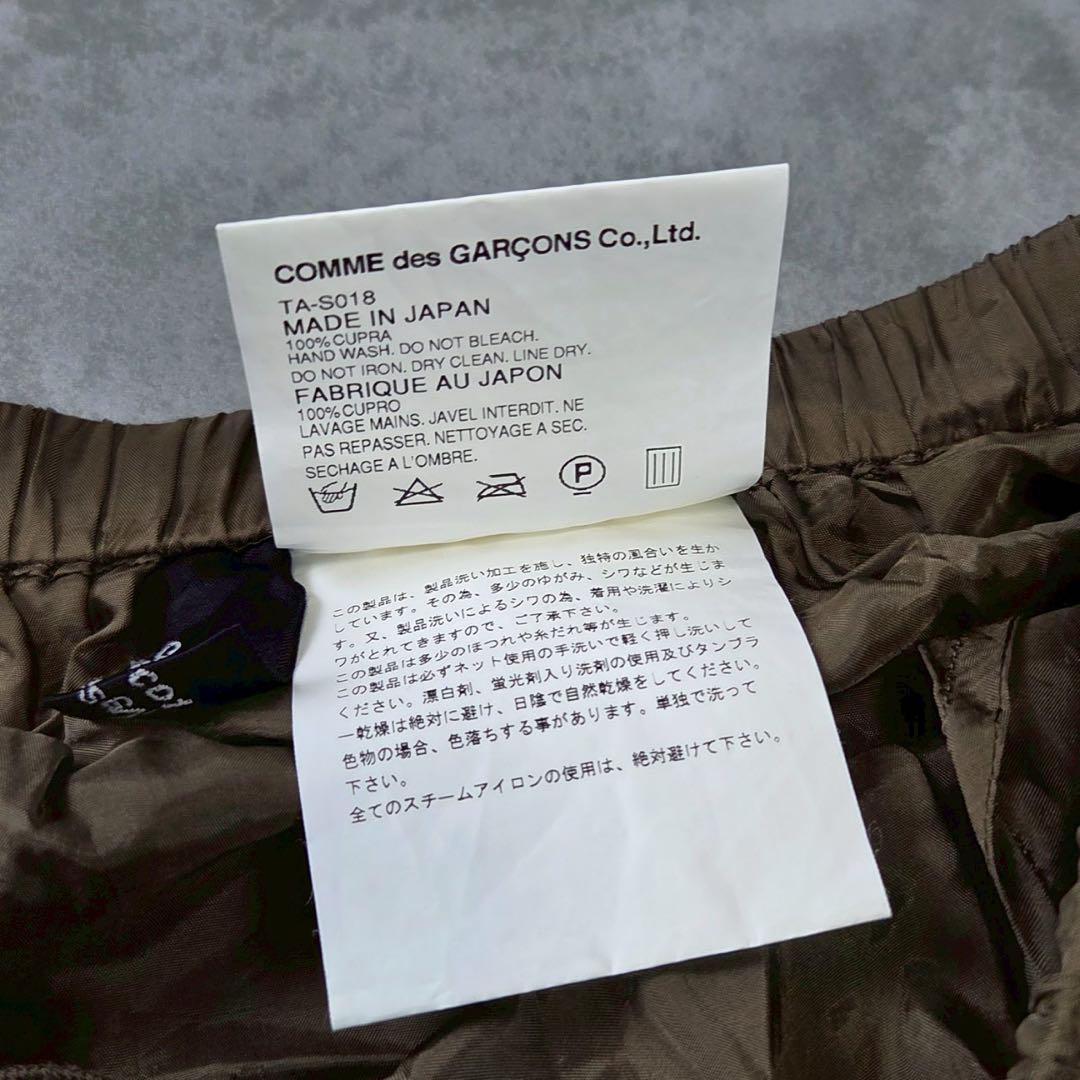 COMME des GARÇONS Co.,Ltd.
TA-S018
MADE IN JAPAN
100% CUPRA
HAND WASH. DO NOT BLEACH.
DO NOT IRON. DRY CLEAN. LINE DRY.
FABRIQUE AU JAPON
100% CUPRO
LAVAGE MAINS. JAVEL INTERDIT. NE
PAS REPASSER. NETTOYAGE A SEC.
SECHAGE A L'OMBRE.
P
この製品は、製品洗い加工を施し、独特の風合いを生か
しています。その為、多少のゆがみ、シワなどが生じま
す。又、製品洗いによるシワの為、着用や洗濯によりシ
ワがとれてきますので、ご了承下さい。
この製品は多少のほつれや糸だれ等が生じます。
この製品は必ずネット使用の手洗いで軽く押し洗いして
ください。漂白剤、蛍光剤入り洗剤の使用及びタンブラ
ー乾燥は絶対に避け、日陰で自然乾燥をしてください。
色物の場合、色落ちする事があります。単独で洗って
下さい。
全てのスチームアイロンの使用は、絶対避けて下さい。